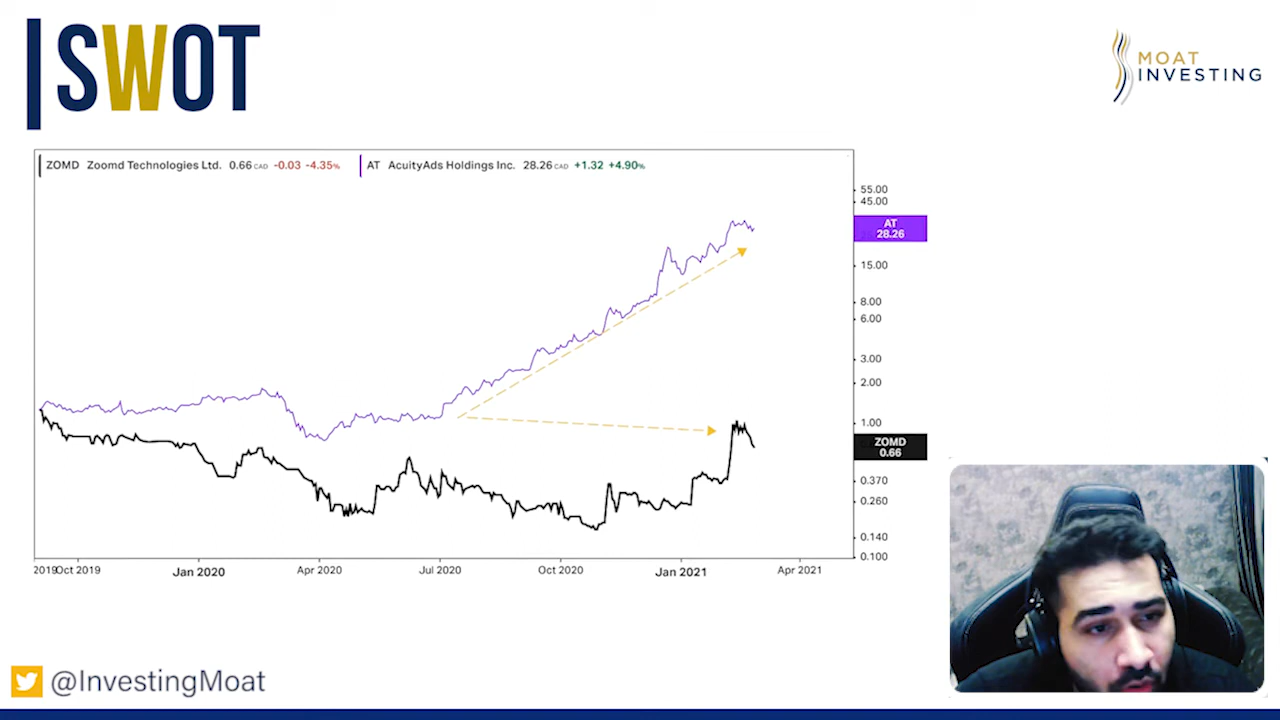 SWOT
MOAT
INVESTING
ZOMD Zoomd Technologies Ltd. 0.66 CAD -0.03 -4.35% AT AcuityAds Holdings Inc. 28.26 CAD +1.32 +4.90%
55.00
45.00
AT
28.26
15.00
8.00
6.00
3.00
2.00
1.00
ZOMD
0.66
0.370
0.260
0.140
0.100
2019 Oct 2019 Jan 2020 Apr 2020 Jul 2020 Oct 2020 Jan 2021 Apr 2021
@InvestingMoat